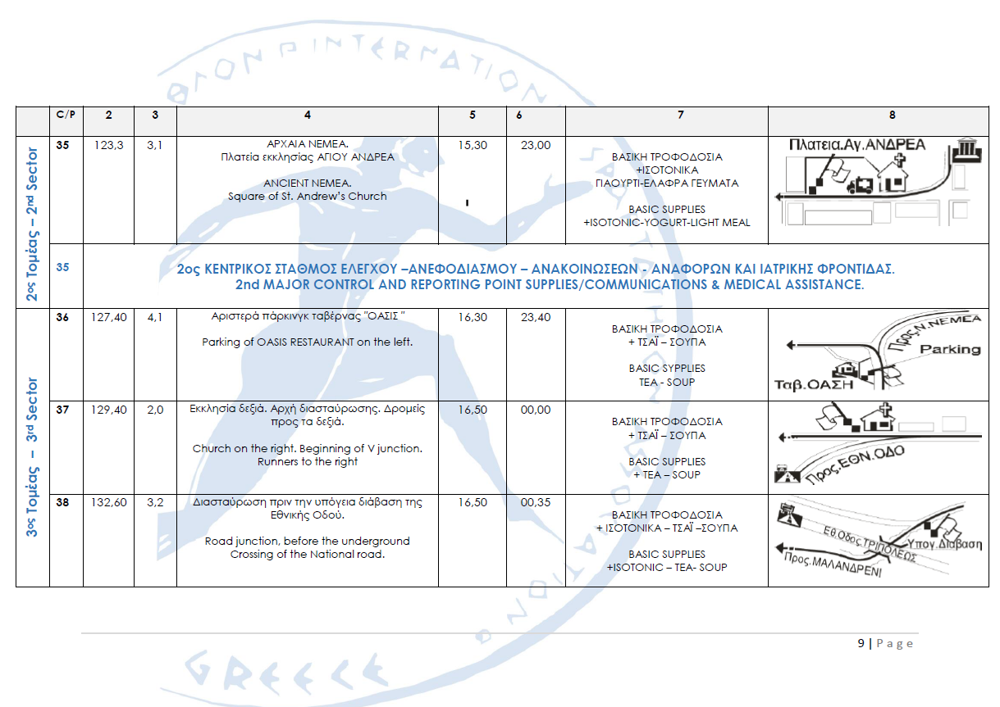 ΘΛΟΝ
INTERNATION
C/P 2 3 4 5 6 7 8
2ος Τομέας – 2nd Sector
35 123,3 3,1
ΑΡΧΑΙΑ ΝΕΜΕΑ.
Πλατεία εκκλησίας ΑΓΙΟΥ ΑΝΔΡΕΑ
ANCIENT NEMEA.
Square of St. Andrew's Church
15,30 23,00
ΒΑΣΙΚΗ ΤΡΟΦΟΔΟΣΙΑ
+ΙΣΟΤΟΝΙΚΑ
ΓΙΑΟΥΡΤΙ-ΕΛΑΦΡΑ ΓΕΥΜΑΤΑ
BASIC SUPPLIES
+ISOTONIC-YOGURT-LIGHT MEAL
Πλατεια.Αγ.ΑΝΔΡΕΑ
35
2ος ΚΕΝΤΡΙΚΟΣ ΣΤΑΘΜΟΣ ΕΛΕΓΧΟΥ –ΑΝΕΦΟΔΙΑΣΜΟΥ – ΑΝΑΚΟΙΝΩΣΕΩΝ - ΑΝΑΦΟΡΩΝ ΚΑΙ ΙΑΤΡΙΚΗΣ ΦΡΟΝΤΙΔΑΣ.
2nd MAJOR CONTROL AND REPORTING POINT SUPPLIES/COMMUNICATIONS & MEDICAL ASSISTANCE.
3ος Τομέας – 3rd Sector
36 127,40 4,1
Αριστερά πάρκινγκ ταβέρνας "ΟΑΣΙΣ "
Parking of OASIS RESTAURANT on the left.
16,30 23,40
ΒΑΣΙΚΗ ΤΡΟΦΟΔΟΣΙΑ
+ ΤΣΑΪ – ΣΟΥΠΑ
BASIC SYPPLIES
TEA - SOUP
Προς.Ν.ΝΕΜΕΑ
Parking
Ταβ.ΟΑΣΗ
37 129,40 2,0
Εκκλησία δεξιά. Αρχή διασταύρωσης. Δρομείς
προς τα δεξιά.
Church on the right. Beginning of V junction.
Runners to the right
16,50 00,00
ΒΑΣΙΚΗ ΤΡΟΦΟΔΟΣΙΑ
+ ΤΣΑΪ – ΣΟΥΠΑ
BASIC SUPPLIES
+ TEA – SOUP
Προς.ΕΘΝ.ΟΔΟ
38 132,60 3,2
Διασταύρωση πριν την υπόγεια διάβαση της
Εθνικής Οδού.
Road junction, before the underground
Crossing of the National road.
16,50 00,35
ΒΑΣΙΚΗ ΤΡΟΦΟΔΟΣΙΑ
+ ΙΣΟΤΟΝΙΚΑ – ΤΣΑΪ –ΣΟΥΠΑ
BASIC SUPPLIES
+ISOTONIC – TEA- SOUP
Εθ.Οδος.ΤΡΙΠΟΛΕΩΣ
Υπογ.Διάβαση
Προς.ΜΑΛΑΝΔΡΕΝΙ
9 | Page
GREECE